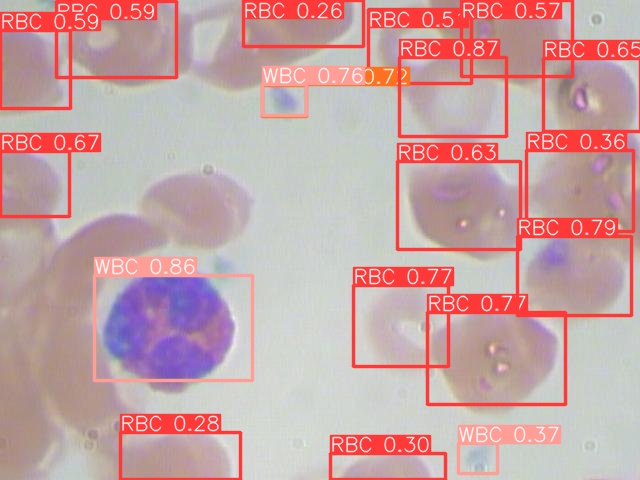 RBC 0.59
RBC 0.59
RBC 0.26
RBC 0.5
RBC 0.57
RBC 0.87
RBC 0.65
WBC 0.76
0.72
RBC 0.67
RBC 0.63
RBC 0.36
RBC 0.79
WBC 0.86
RBC 0.77
RBC 0.77
RBC 0.28
RBC 0.30
WBC 0.37